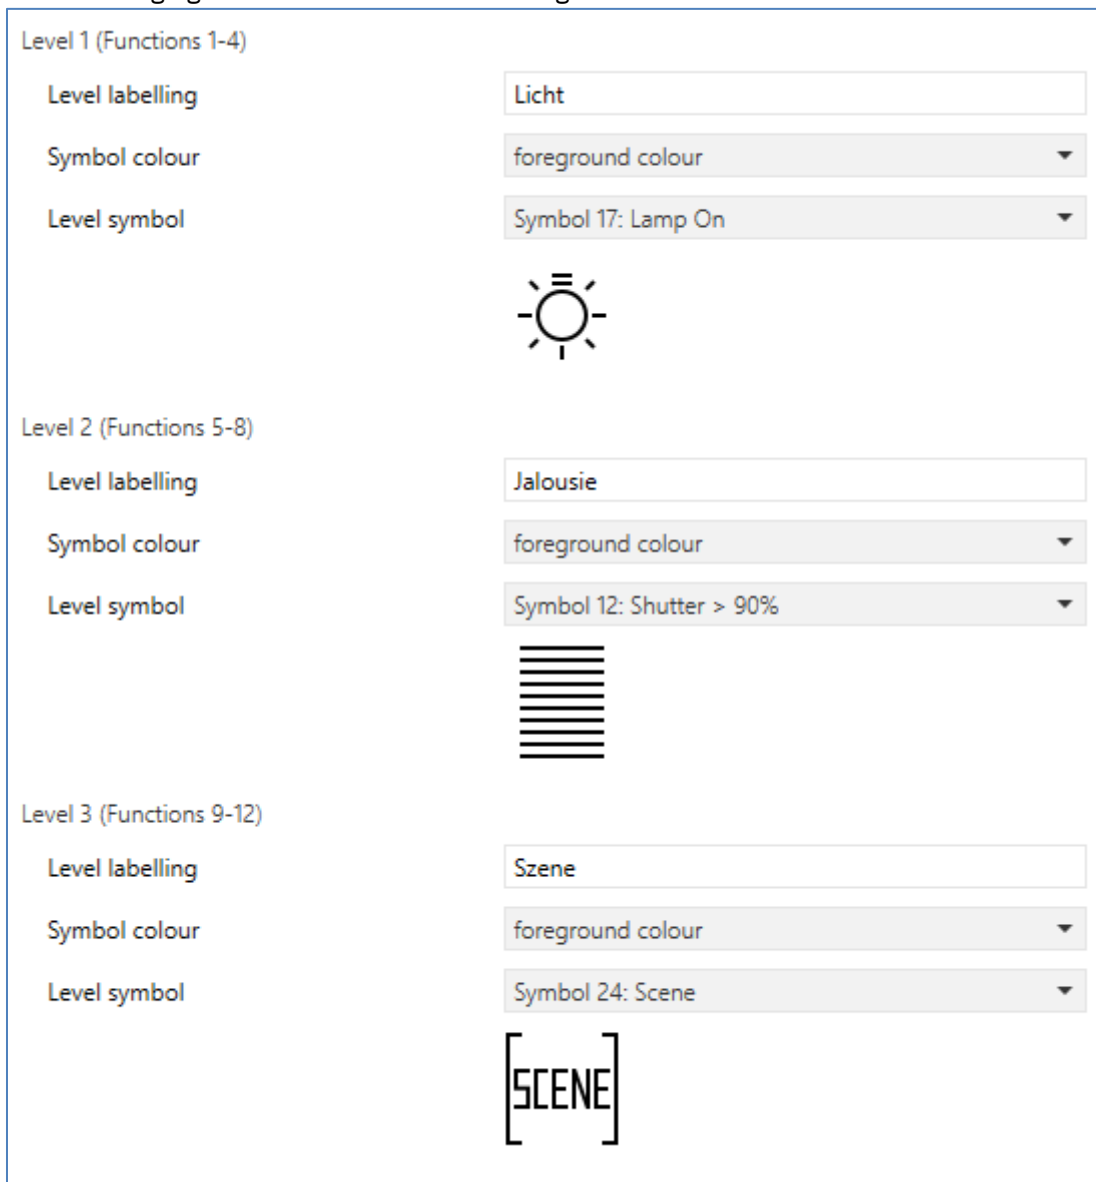 Level 1 (Functions 1-4)
Level labelling Licht
Symbol colour foreground colour
Level symbol Symbol 17: Lamp On
Level 2 (Functions 5-8)
Level labelling Jalousie
Symbol colour foreground colour
Level symbol Symbol 12: Shutter > 90%
Level 3 (Functions 9-12)
Level labelling Szene
Symbol colour foreground colour
Level symbol Symbol 24: Scene
[SCENE]